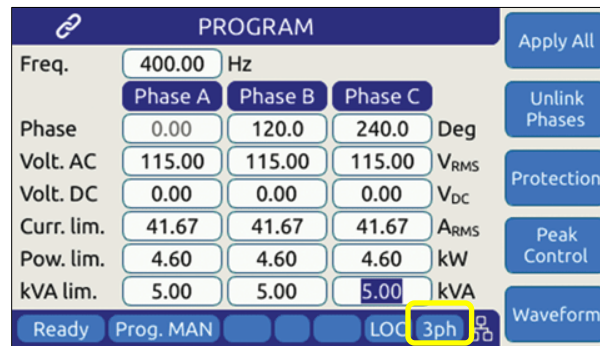 PROGRAM
Apply All
Freq. 400.00 Hz
Phase A Phase B Phase C
Unlink Phases
Phase 0.00 120.0 240.0 Deg
Volt. AC 115.00 115.00 115.00 VRMS
Protection
Volt. DC 0.00 0.00 0.00 VDC
Curr. lim. 41.67 41.67 41.67 ARMS
Peak Control
Pow. lim. 4.60 4.60 4.60 kW
kVA lim. 5.00 5.00 5.00 kVA
Waveform
Ready Prog. MAN LOC 3ph